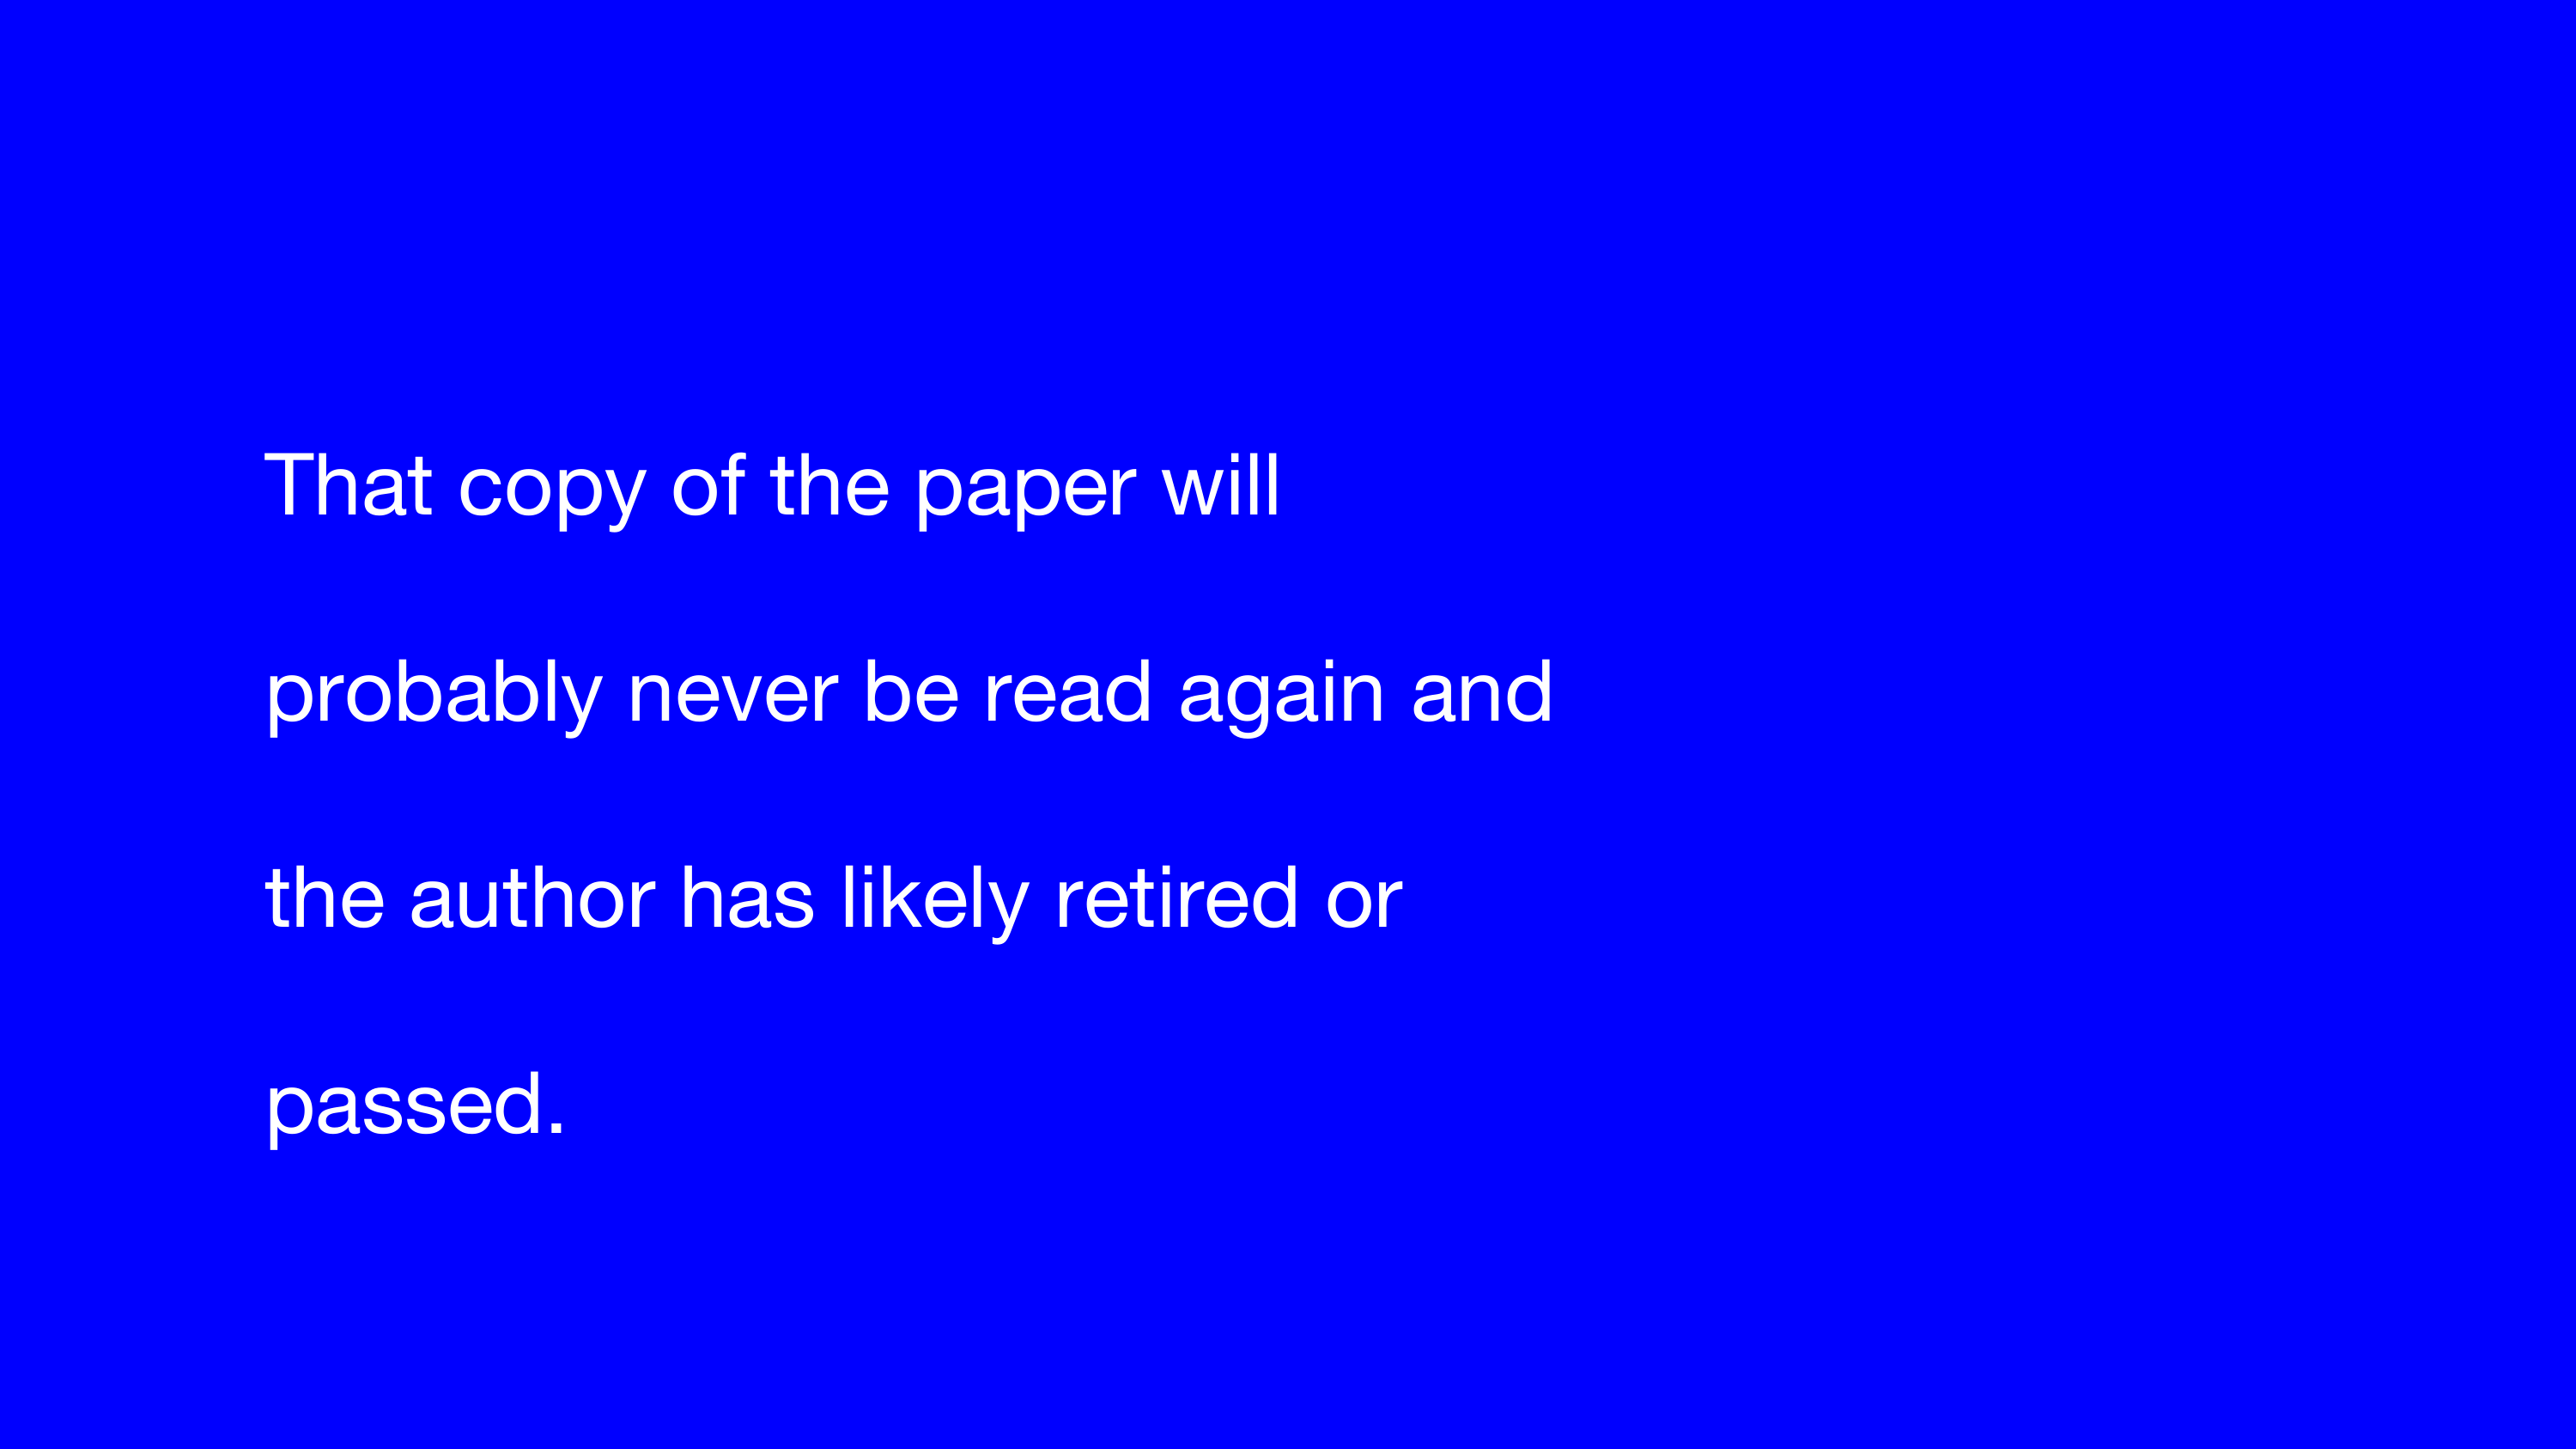 That copy of the paper will
probably never be read again and
the author has likely retired or
passed.